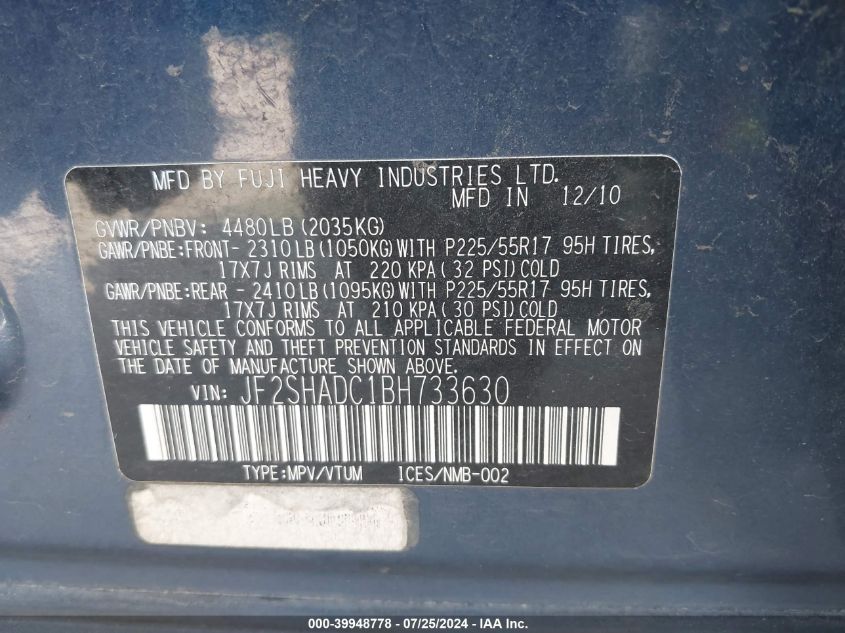 MFD BY FUJI HEAVY INDUSTRIES LTD.
MFD IN 12/10
GVWR/PNBV: 4480LB (2035KG)
GAWR/PNBE:FRONT- 2310LB(1050KG)WITH P225/55R17 95H TIRES,
17X7J RIMS AT 220 KPA( 32 PSI)COLD
GAWR/PNBE:REAR - 2410LB(1095KG)WITH P225/55R17 95H TIRES,
17X7J RIMS AT 210 KPA( 30 PSI)COLD
THIS VEHICLE CONFORMS TO ALL APPLICABLE FEDERAL MOTOR
VEHICLE SAFETY AND THEFT PREVENTION STANDARDS IN EFFECT ON
THE DATE OF MANUFACTURE SHOWN ABOVE.
VIN: JF2SHADC1BH733630
TYPE:MPV/VTUM ICES/NMB-002
000-39948778 - 07/25/2024 - IAA Inc.